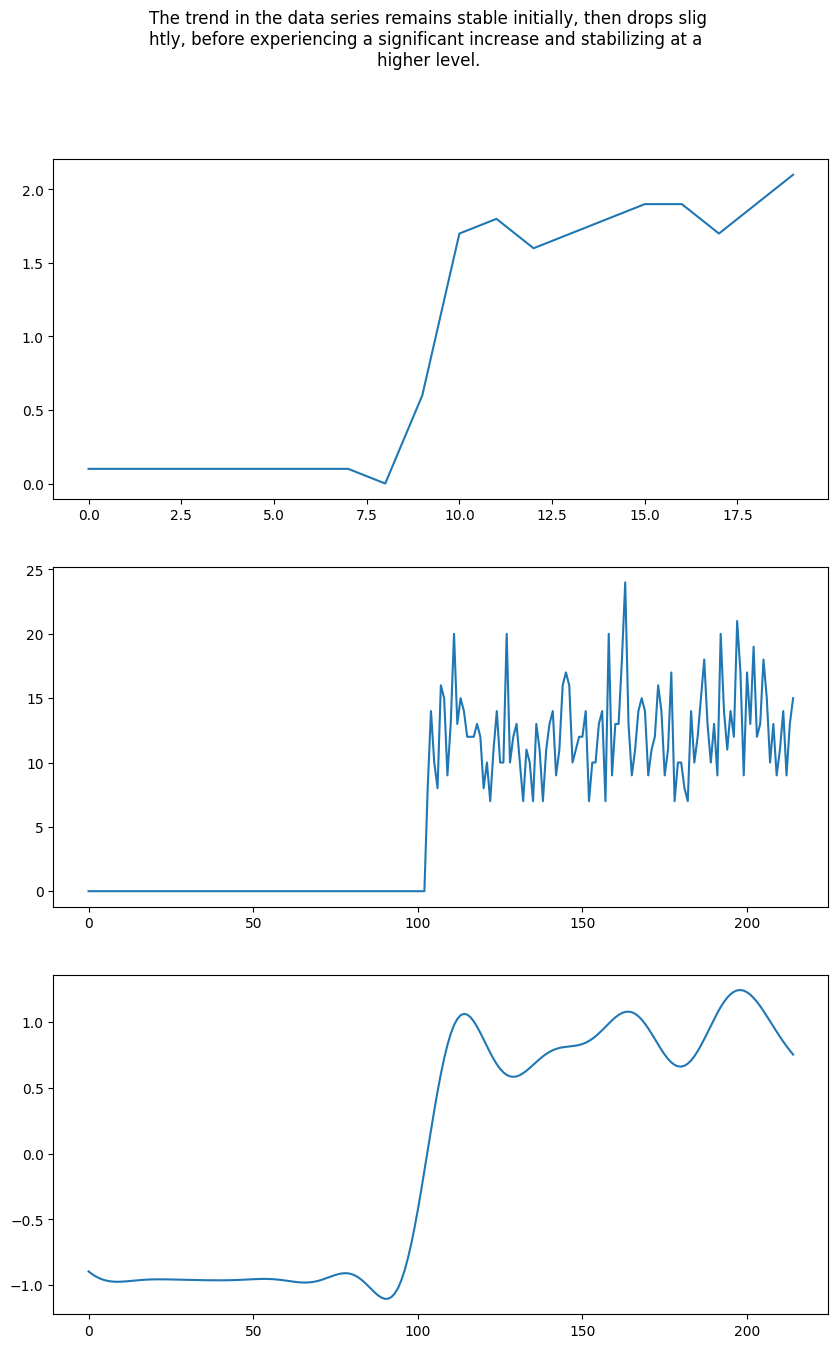 The trend in the data series remains stable initially, then drops slig
htly, before experiencing a significant increase and stabilizing at a
higher level.
2.0
1.5
1.0
0.5
0.0
0.0 2.5 5.0 7.5 10.0 12.5 15.0 17.5
25
20
15
10
5
0
0 50 100 150 200
1.0
0.5
0.0
−0.5
−1.0
0 50 100 150 200